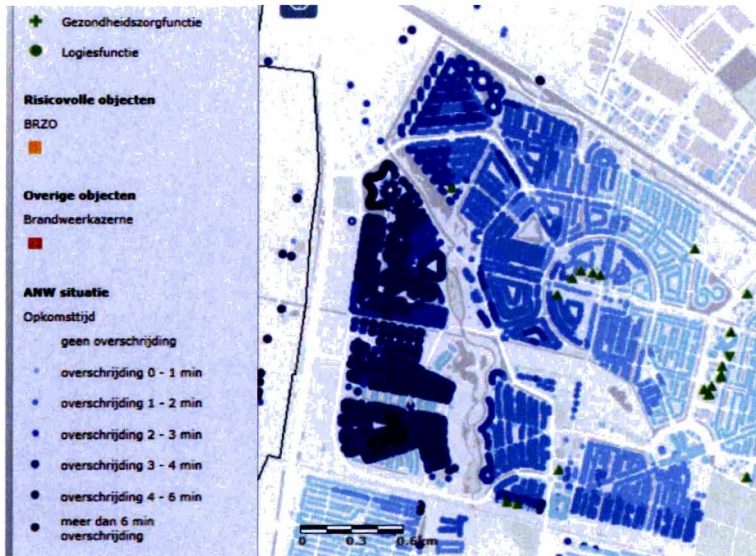 Gezondheidszorgfunctie
Logiesfunctie
Risicovolle objecten
BRZO
Overige objecten
Brandweerkazerne
ANW situatie
Opkomsttijd
geen overschrijding
overschrijding 0 - 1 min
overschrijding 1 - 2 min
overschrijding 2 - 3 min
overschrijding 3 - 4 min
overschrijding 4 - 6 min
meer dan 6 min
overschrijding
0 0.3 0.6km